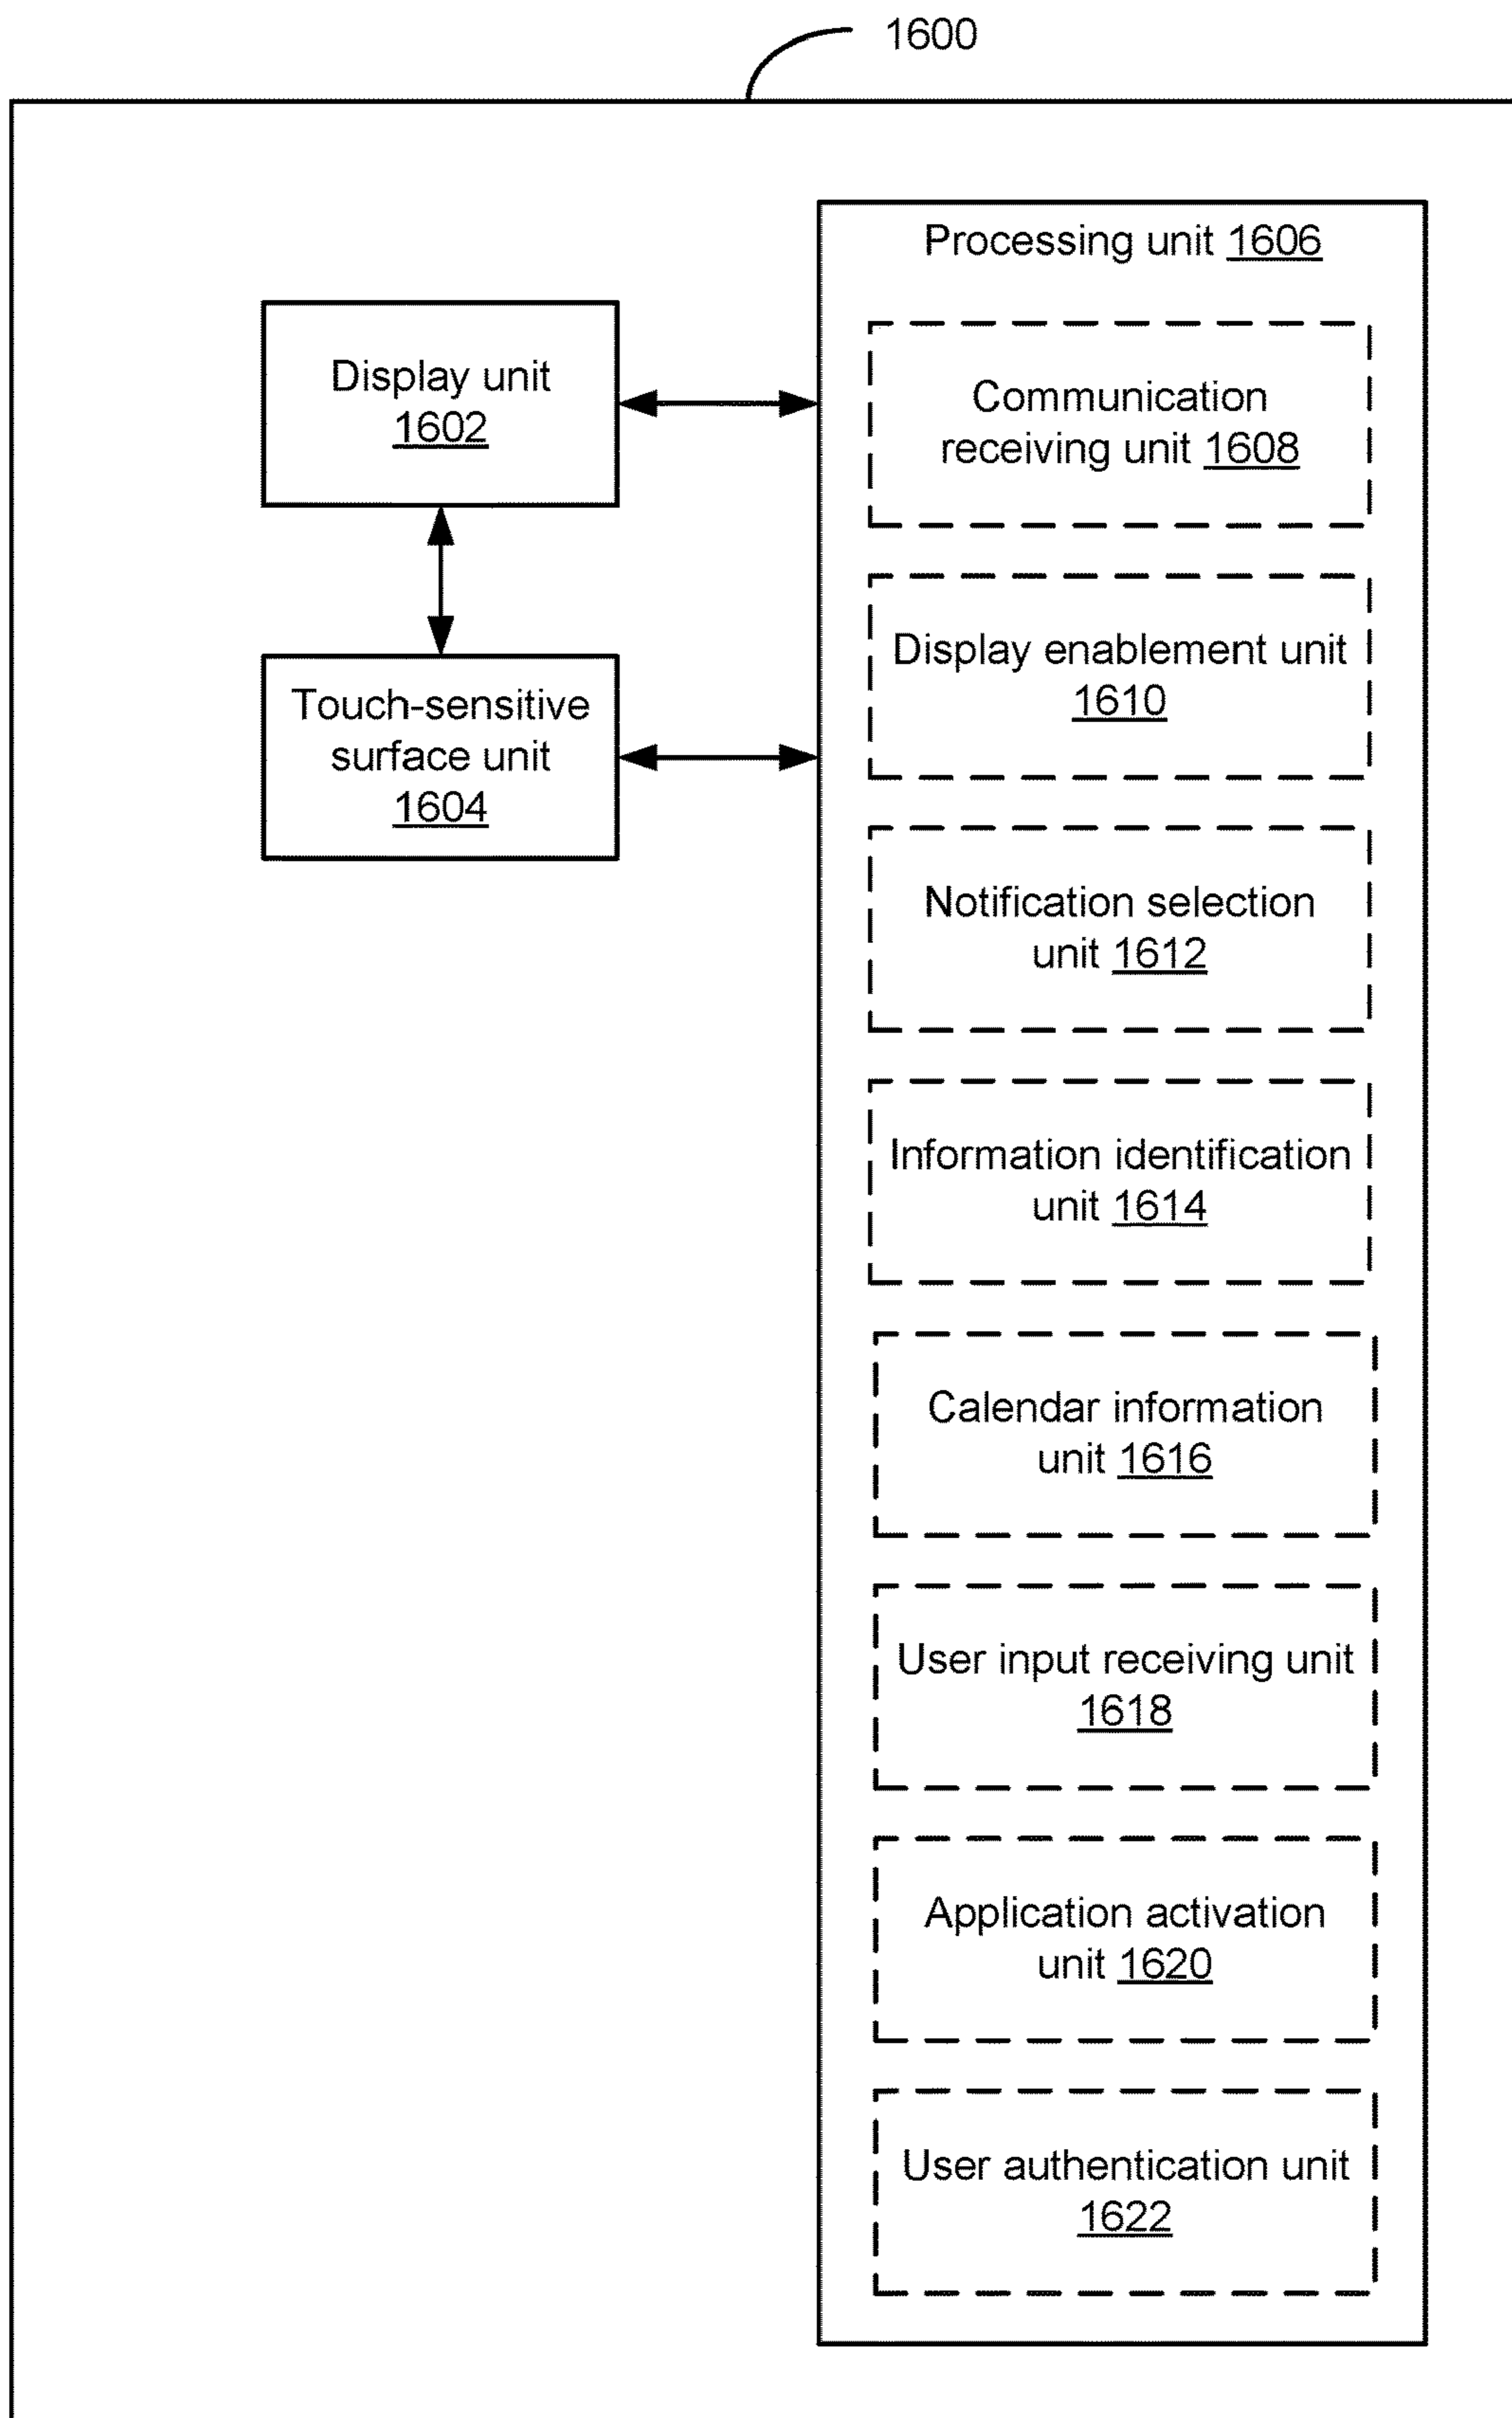 1600
Processing unit 1606
Display unit
1602
Touch-sensitive
surface unit
1604
Communication
receiving unit 1608
Display enablement unit
1610
Notification selection
unit 1612
Information identification
unit 1614
Calendar information
unit 1616
User input receiving unit
1618
Application activation
unit 1620
User authentication unit
1622